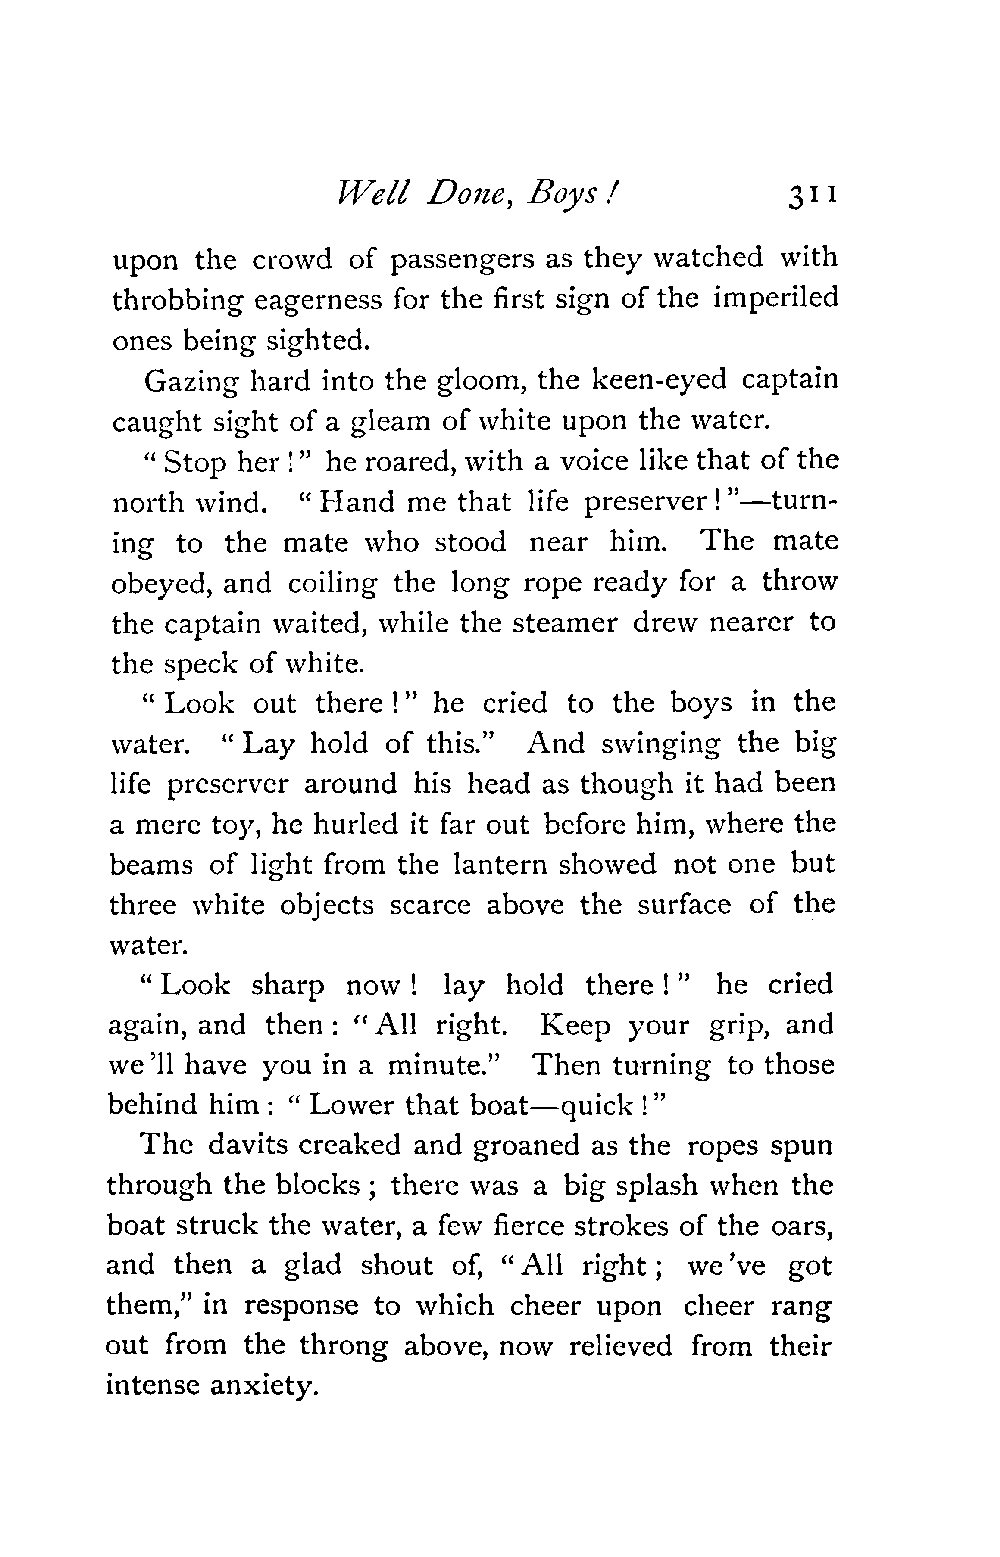 Well Done, Boys! 311
upon the crowd of passengers as they watched with
throbbing eagerness for the first sign of the imperiled
ones being sighted.
Gazing hard into the gloom, the keen-eyed captain
caught sight of a gleam of white upon the water.
“ Stop her !” he roared, with a voice like that of the
north wind. “ Hand me that life preserver ! ”—turn-
ing to the mate who stood near him. The mate
obeyed, and coiling the long rope ready for a throw
the captain waited, while the steamer drew nearer to
the speck of white.
“ Look out there ! ” he cried to the boys in the
water. “ Lay hold of this.” And swinging the big
life preserver around his head as though it had been
a mere toy, he hurled it far out before him, where the
beams of light from the lantern showed not one but
three white objects scarce above the surface of the
water.
“ Look sharp now ! lay hold there ! ” he cried
again, and then : “ All right. Keep your grip, and
we ’ll have you in a minute.” Then turning to those
behind him : “ Lower that boat—quick ! ”
The davits creaked and groaned as the ropes spun
through the blocks ; there was a big splash when the
boat struck the water, a few fierce strokes of the oars,
and then a glad shout of, “ All right ; we ’ve got
them,” in response to which cheer upon cheer rang
out from the throng above, now relieved from their
intense anxiety.